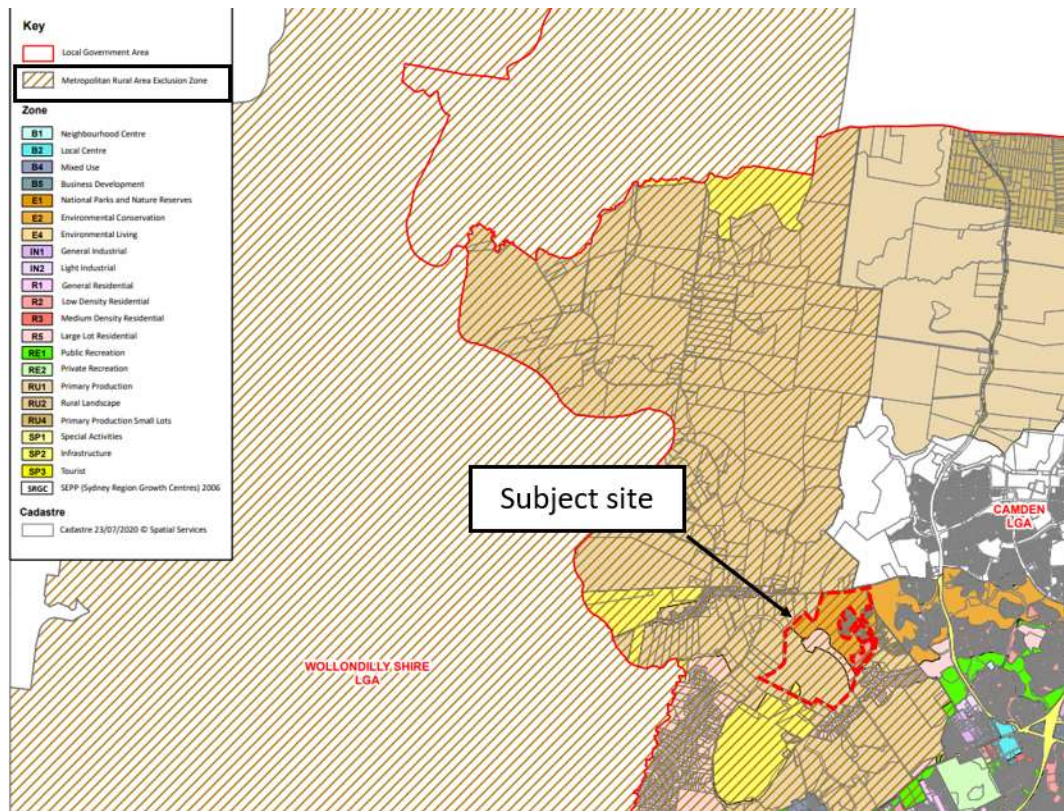 Key
Local Government Area
Metropolitan Rural Area Exclusion Zone
Zone
B1 Neighbourhood Centre
B2 Local Centre
B4 Mixed Use
B5 Business Development
E1 National Parks and Nature Reserves
E2 Environmental Conservation
E4 Environmental Living
IN1 General Industrial
IN2 Light Industrial
R1 General Residential
R2 Low Density Residential
R3 Medium Density Residential
R5 Large Lot Residential
RE1 Public Recreation
RE2 Private Recreation
RU1 Primary Production
RU2 Rural Landscape
RU4 Primary Production Small Lots
SP1 Special Activities
SP2 Infrastructure
SP3 Tourist
SRGC SEPP (Sydney Region Growth Centres) 2006
Cadastre
Cadastre 23/07/2020 © Spatial Services
Subject site
CAMDEN
LGA
WOLLONDILLY SHIRE
LGA